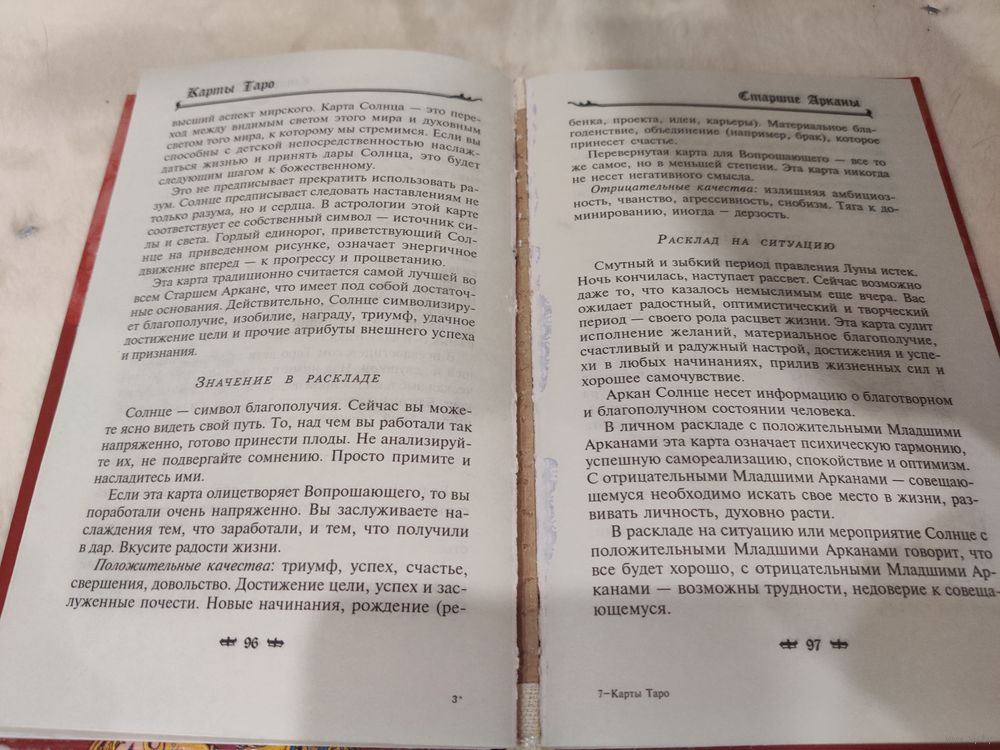 Карты Таро
высший аспект мирского. Карта Солнца — это пере-
ход между видимым светом этого мира и духовным
светом того мира, к которому мы стремимся. Если вы
способны с детской непосредственностью наслаж-
даться жизнью и принять дары Солнца, это будет
следующим шагом к божественному.
Это не предписывает прекратить использовать ра-
зум. Солнце предписывает следовать наставлениям не
только разума, но и сердца. В астрологии этой карте
соответствует ее собственный символ — источник си-
лы и света. Гордый единорог, приветствующий Сол-
нце на приведенном рисунке, означает энергичное
движение вперед — к прогрессу и процветанию.
Эта карта традиционно считается самой лучшей во
всем Старшем Аркане, что имеет под собой достаточ-
ные основания. Действительно, Солнце символизиру-
ет благополучие, изобилие, награду, триумф, удачное
достижение цели и прочие атрибуты внешнего успеха
и признания.
Значение в раскладе
Солнце — символ благополучия. Сейчас вы може-
те ясно видеть свой путь. То, над чем вы работали так
напряженно, готово принести плоды. Не анализируй-
те их, не подвергайте сомнению. Просто примите и
насладитесь ими.
Если эта карта олицетворяет Вопрошающего, то вы
поработали очень напряженно. Вы заслуживаете на-
слаждения тем, что заработали, и тем, что получили
в дар. Вкусите радости жизни.
Положительные качества: триумф, успех, счастье,
свершения, довольство. Достижение цели, успех и зас-
луженные почести. Новые начинания, рождение (ре-
96
3*
Старшие Арканы
бенка, проекта, идеи, карьеры). Материальное бла-
годенствие, объединение (например, брак), которое
принесет счастье.
Перевернутая карта для Вопрошающего — все то
же самое, но в меньшей степени. Эта карта никогда
не несет негативного смысла.
Отрицательные качества: излишняя амбициоз-
ность, чванство, агрессивность, снобизм. Тяга к до-
минированию, иногда — дерзость.
Расклад на ситуацию
Смутный и зыбкий период правления Луны истек.
Ночь кончилась, наступает рассвет. Сейчас возможно
даже то, что казалось немыслимым еще вчера. Вас
ожидает радостный, оптимистический и творческий
период — своего рода расцвет жизни. Эта карта сулит
исполнение желаний, материальное благополучие,
счастливый и радужный настрой, достижения и успе-
хи в любых начинаниях, прилив жизненных сил и
хорошее самочувствие.
Аркан Солнце несет информацию о благотворном
и благополучном состоянии человека.
В личном раскладе с положительными Младшими
Арканами эта карта означает психическую гармонию,
успешную самореализацию, спокойствие и оптимизм.
С отрицательными Младшими Арканами — совещаю-
щемуся необходимо искать свое место в жизни, раз-
вивать личность, духовно расти.
В раскладе на ситуацию или мероприятие Солнце с
положительными Младшими Арканами говорит, что
все будет хорошо, с отрицательными Младшими Ар-
канами — возможны трудности, недоверие к совеща-
ющемуся.
97
7–Карты Таро